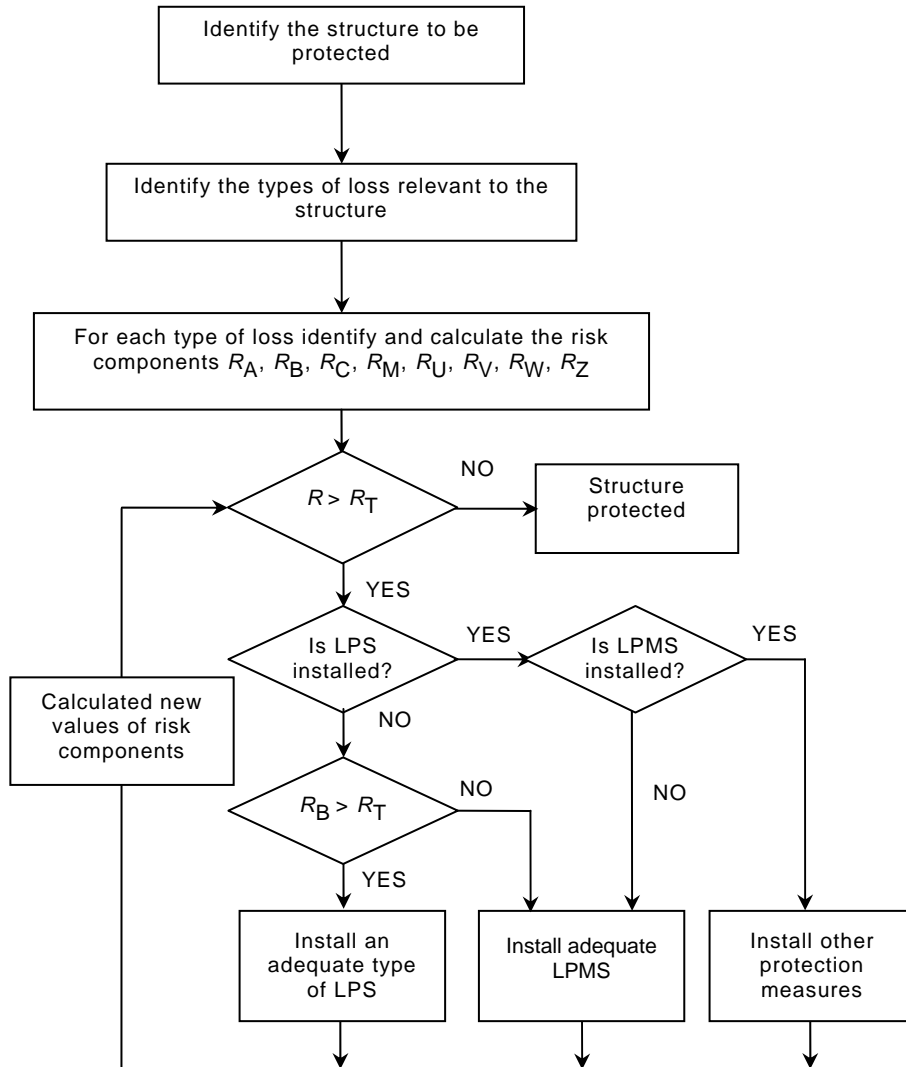 Identify the structure to be
protected
Identify the types of loss relevant to the
structure
For each type of loss identify and calculate the risk
components RA, RB, RC, RM, RU, RV, RW, RZ
R > RT
NO
Structure
protected
YES
Is LPS
installed?
YES
Is LPMS
installed?
YES
Calculated new
values of risk
components
NO
NO
RB > RT
NO
YES
Install an
adequate type
of LPS
Install adequate
LPMS
Install other
protection
measures